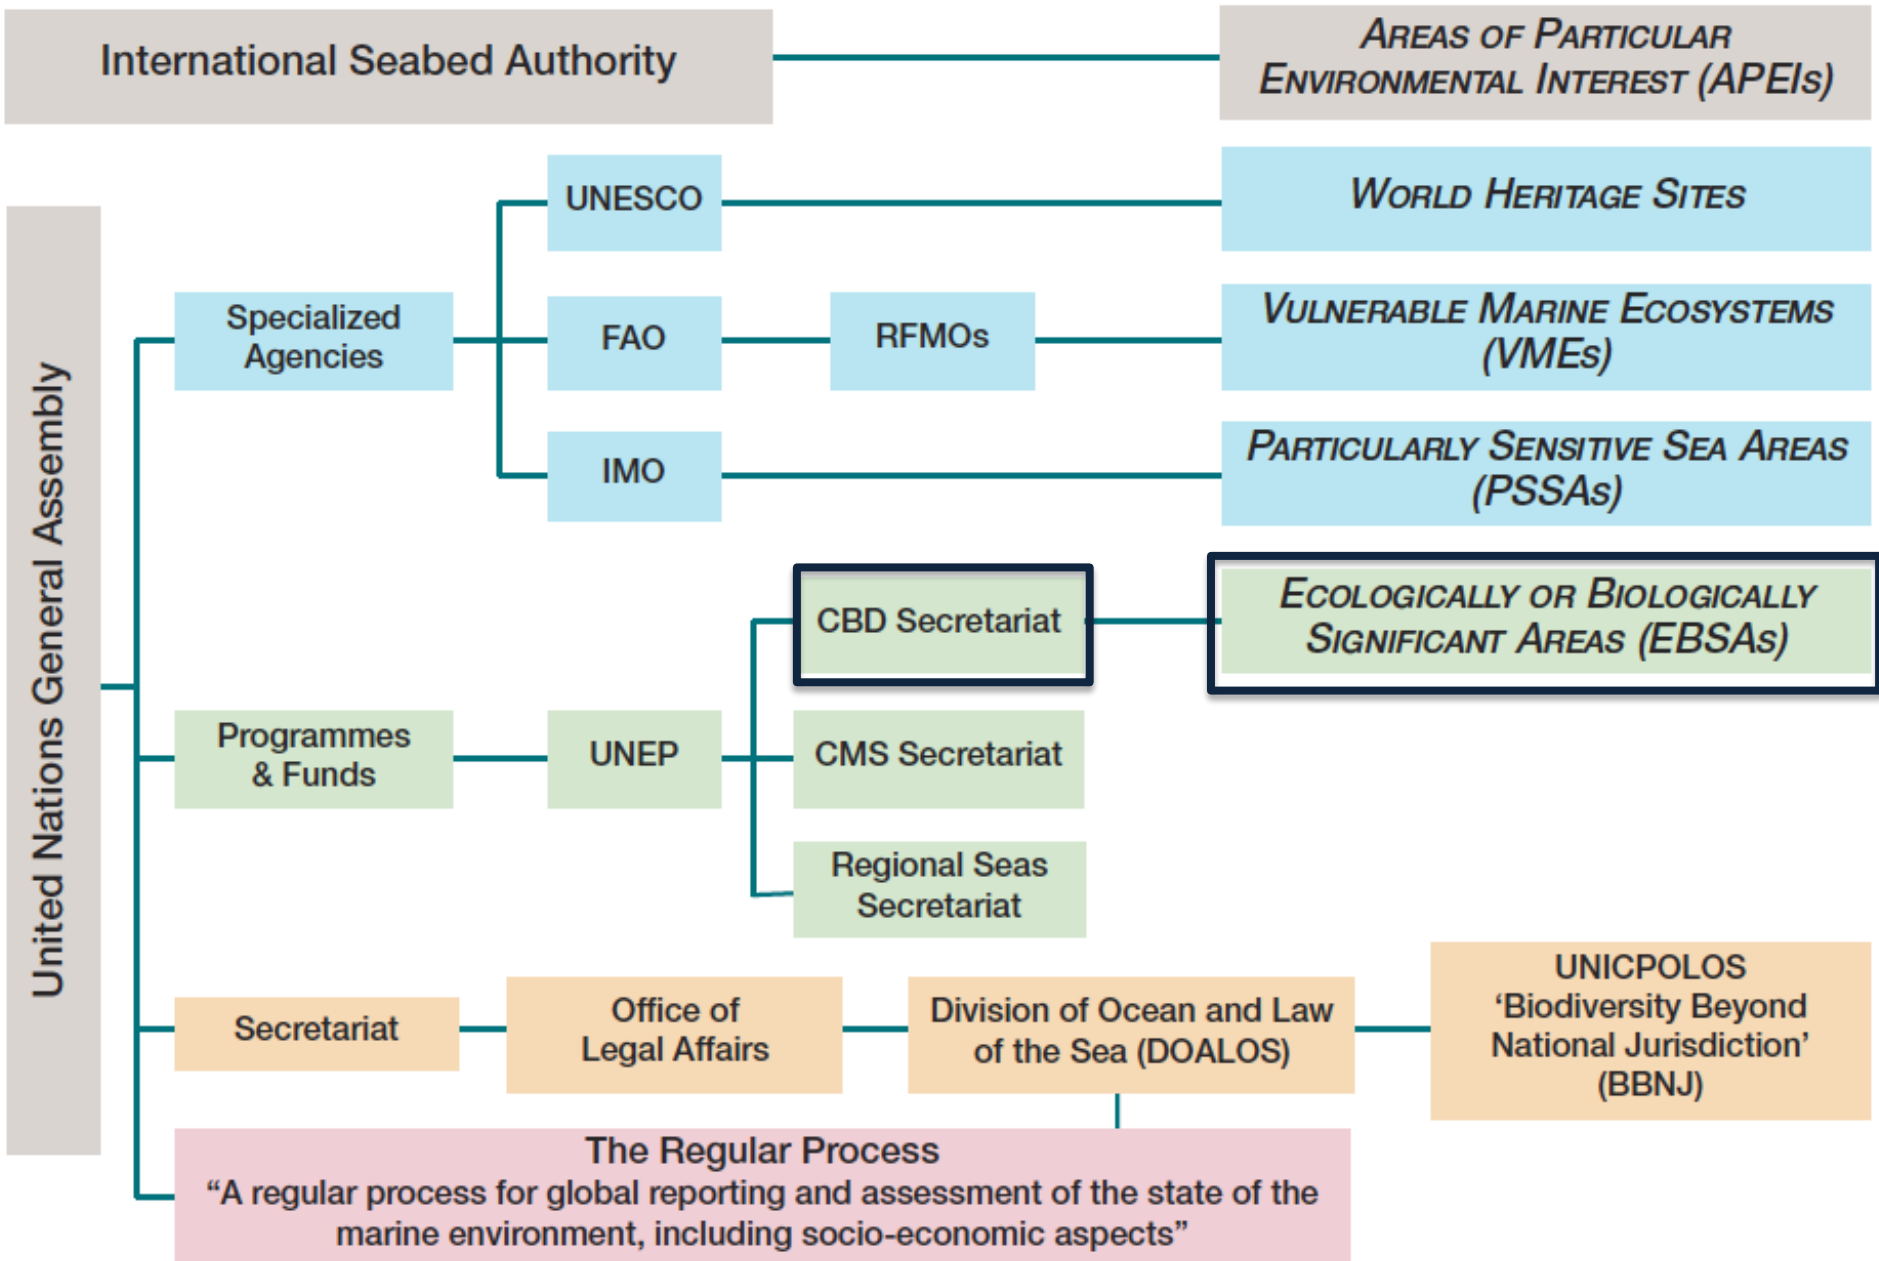 International Seabed Authority
AREAS OF PARTICULAR
ENVIRONMENTAL INTEREST (APEIs)
United Nations General Assembly
UNESCO
WORLD HERITAGE SITES
Specialized
Agencies
FAO
RFMOs
VULNERABLE MARINE ECOSYSTEMS
(VMEs)
IMO
PARTICULARLY SENSITIVE SEA AREAS
(PSSAs)
CBD Secretariat
ECOLOGICALLY OR BIOLOGICALLY
SIGNIFICANT AREAS (EBSAs)
Programmes
& Funds
UNEP
CMS Secretariat
Regional Seas
Secretariat
Secretariat
Office of
Legal Affairs
Division of Ocean and Law
of the Sea (DOALOS)
UNICPOLOS
‘Biodiversity Beyond
National Jurisdiction’
(BBNJ)
The Regular Process
“A regular process for global reporting and assessment of the state of the
marine environment, including socio-economic aspects”